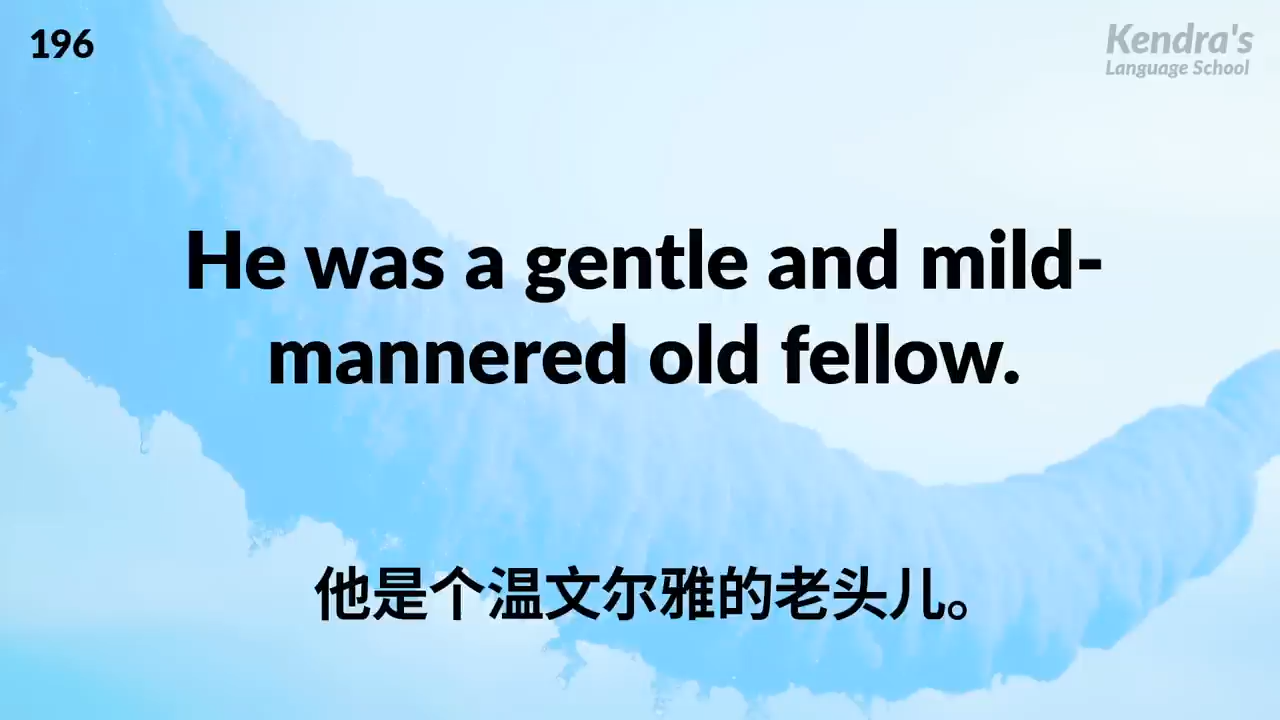 196
Kendra's
Language School
He was a gentle and mild-
mannered old fellow.
他是个温文尔雅的老头儿。